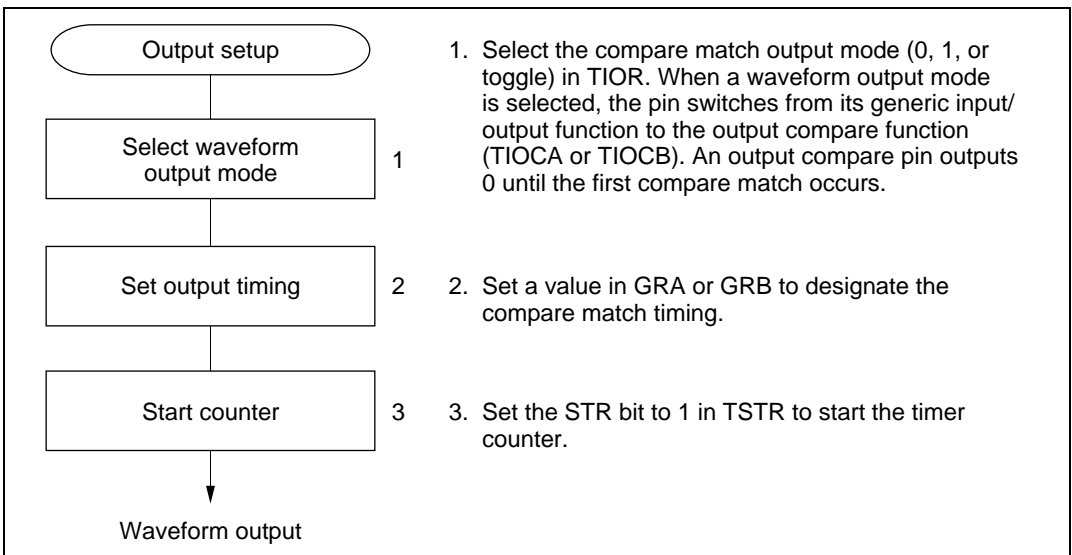 Output setup
Select waveform
output mode
1
1. Select the compare match output mode (0, 1, or
toggle) in TIOR. When a waveform output mode
is selected, the pin switches from its generic input/
output function to the output compare function
(TIOCA or TIOCB). An output compare pin outputs
0 until the first compare match occurs.
Set output timing
2
2. Set a value in GRA or GRB to designate the
compare match timing.
Start counter
3
3. Set the STR bit to 1 in TSTR to start the timer
counter.
Waveform output